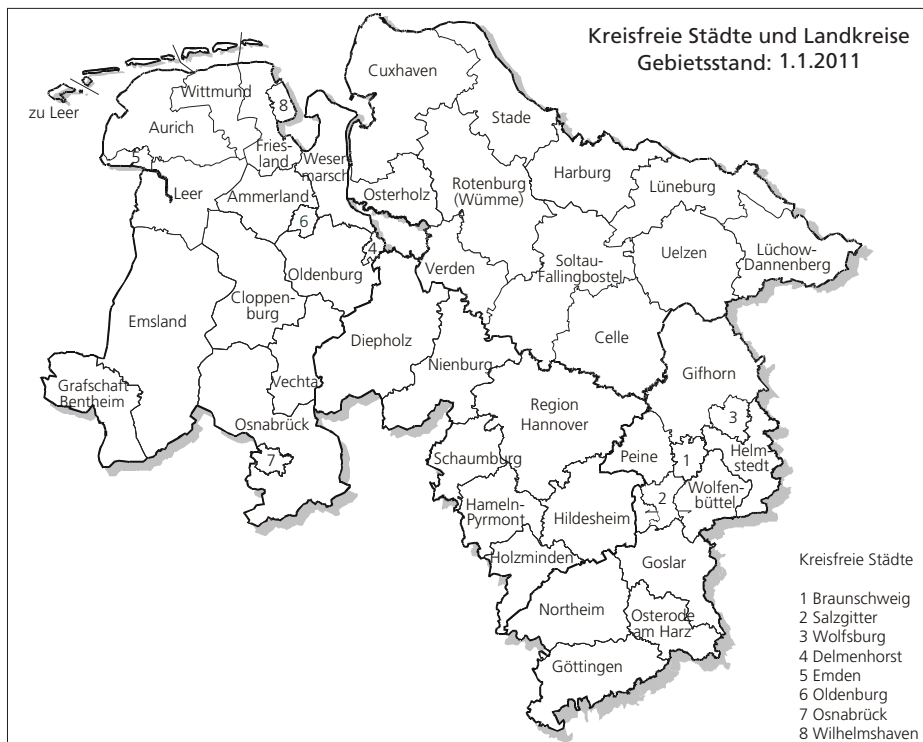 Kreisfreie Städte und Landkreise
Gebietsstand: 1.1.2011
zu Leer
Wittmund
Aurich
8
5
Fries-
land
Weser-
marsch
Leer
Ammerland
6
4
Oldenburg
Cloppen-
burg
Emsland
Grafschaft
Bentheim
Vechta
Osnabrück
7
Cuxhaven
Stade
Osterholz
Rotenburg
(Wümme)
Harburg
Lüneburg
Verden
Soltau-
Fallingbostel
Uelzen
Lüchow-
Dannenberg
Diepholz
Nienburg
Celle
Gifhorn
Region
Hannover
3
Schaumburg
Peine
1
Helm-
stedt
2
Wolfen-
büttel
Hameln-
Pyrmont
Hildesheim
Holzminden
Goslar
Northeim
Osterode
am Harz
Göttingen
Kreisfreie Städte
1 Braunschweig
2 Salzgitter
3 Wolfsburg
4 Delmenhorst
5 Emden
6 Oldenburg
7 Osnabrück
8 Wilhelmshaven